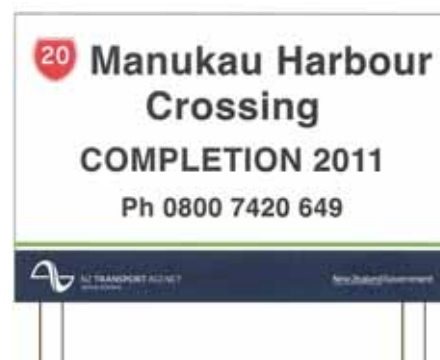 20 Manukau Harbour
Crossing
COMPLETION 2011
Ph 0800 7420 649
NZ TRANSPORT AGENCY
New Zealand Government